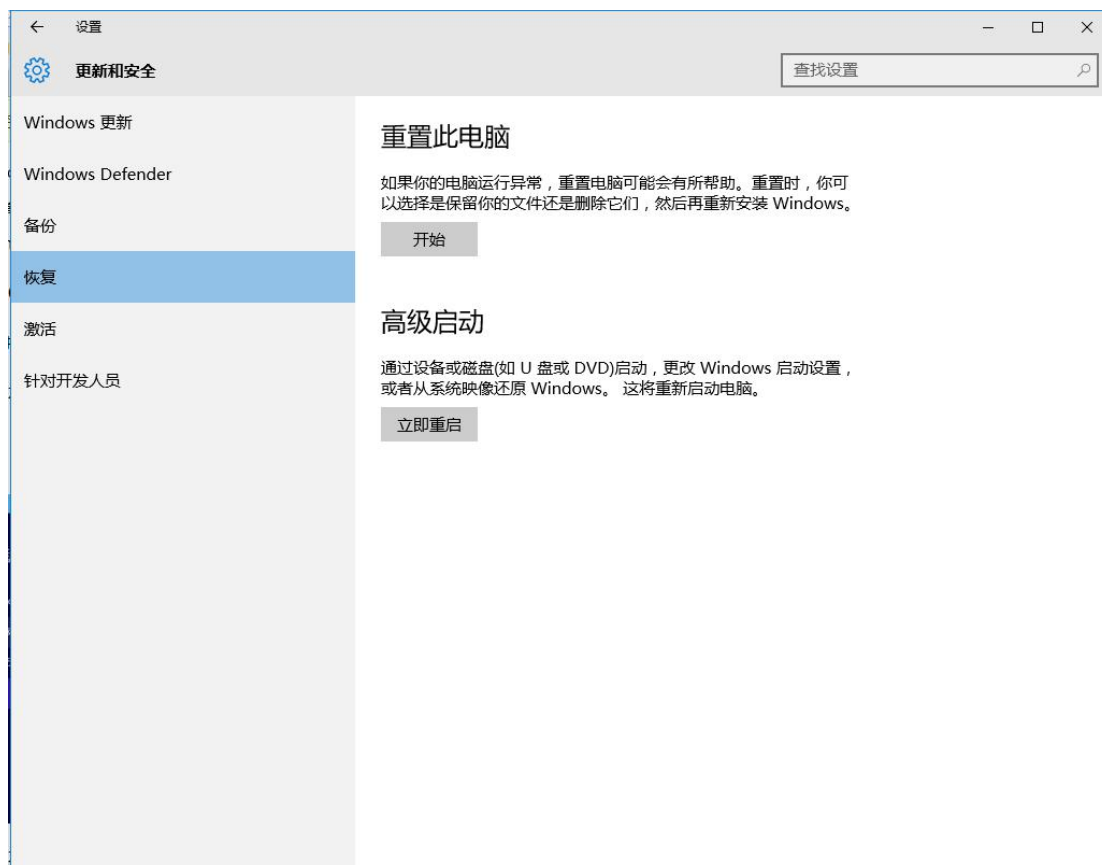 设置
更新和安全
查找设置
Windows 更新
Windows Defender
备份
恢复
激活
针对开发人员
重置此电脑
如果你的电脑运行异常，重置电脑可能会有所帮助。重置时，你可
以选择是保留你的文件还是删除它们，然后再重新安装 Windows。
开始
高级启动
通过设备或磁盘(如 U 盘或 DVD)启动，更改 Windows 启动设置，
或者从系统映像还原 Windows。 这将重新启动电脑。
立即重启